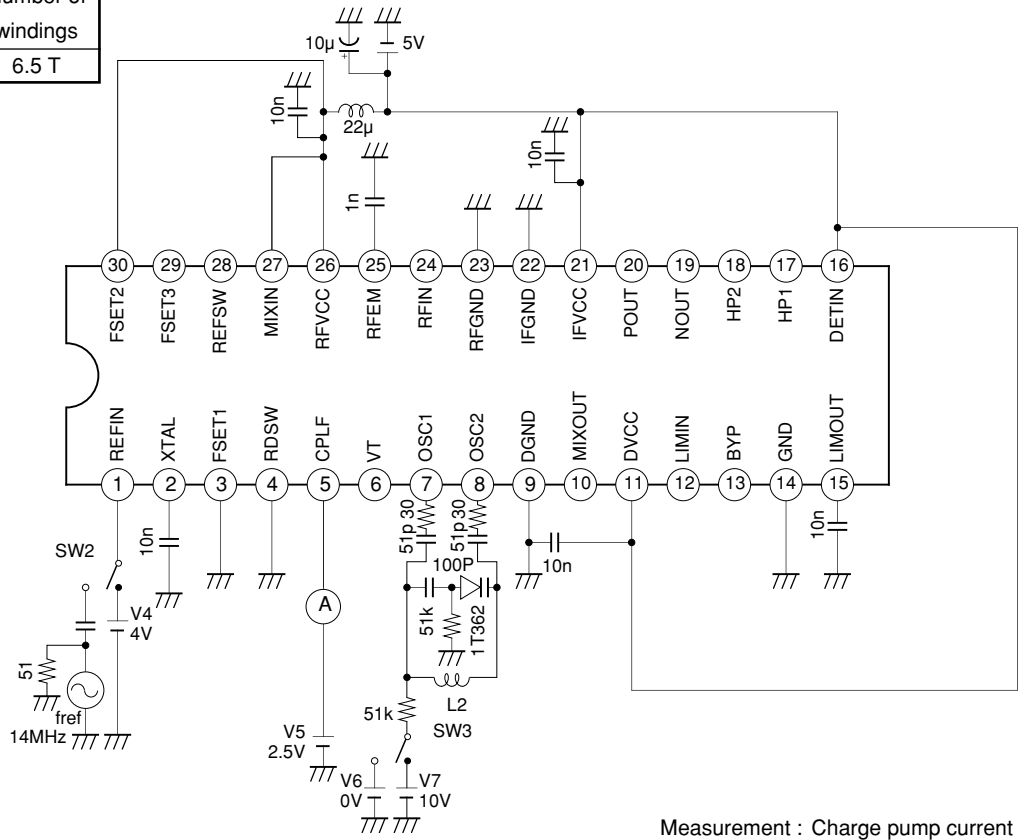 windings
6.5 T
10μ
+
5V
10n
22μ
1n
10n
30 29 28 27 26 25 24 23 22 21 20 19 18 17 16
FSET2 FSET3 REFSW MIXIN RFVCC RFEM RFIN RFGND IFGND IFVCC POUT NOUT HP2 HP1 DETIN
REFIN XTAL FSET1 RDSW CPLF VT OSC1 OSC2 DGND MIXOUT DVCC LIMIN BYP GND LIMOUT
1 2 3 4 5 6 7 8 9 10 11 12 13 14 15
51p 30
51p 30
10n
10n
10n
SW2
100P
V4
4V
A
51k
1T362
51
fref
14MHz
L2
51k
SW3
V5
2.5V
V6
0V
V7
10V
Measurement : Charge pump current